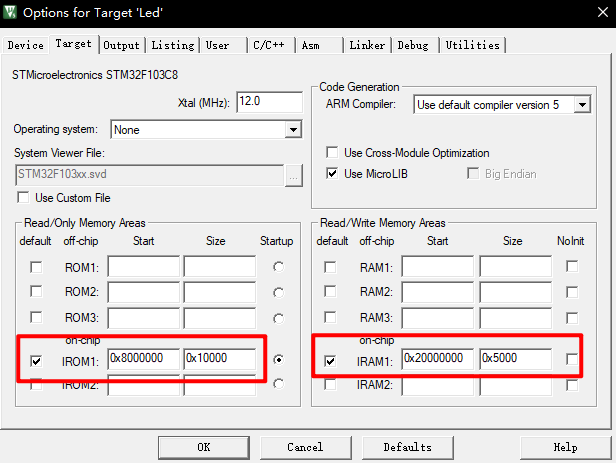 Options for Target 'Led'
Device Target Output Listing User C/C++ Asm Linker Debug Utilities
STMicroelectronics STM32F103C8
Xtal (MHz): 12.0
Operating system: None
System Viewer File:
STM32F103xx.svd ...
Use Custom File
Code Generation
ARM Compiler: Use default compiler version 5
Use Cross-Module Optimization
Use MicroLIB Big Endian
Read/Only Memory Areas
default off-chip Start Size Startup
ROM1:
ROM2:
ROM3:
on-chip
IROM1: 0x8000000 0x10000
IROM2:
Read/Write Memory Areas
default off-chip Start Size NoInit
RAM1:
RAM2:
RAM3:
on-chip
IRAM1: 0x20000000 0x5000
IRAM2:
OK Cancel Defaults Help